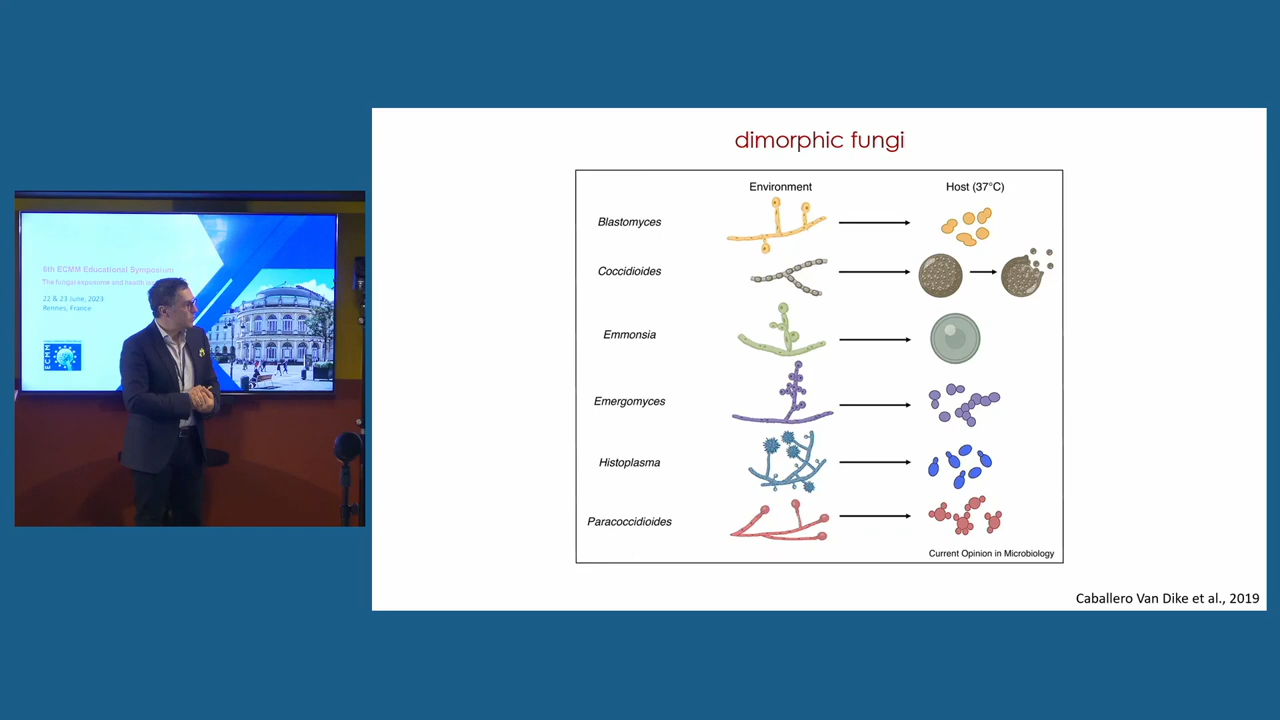 6th ECMM Educational Symposium
The fungal exposome and health
22 & 23 June, 2023
Rennes, France
ECMM
dimorphic fungi
Environment
Host (37°C)
Blastomyces
Coccidioides
Emmonsia
Emergomyces
Histoplasma
Paracoccidioides
Current Opinion in Microbiology
Caballero Van Dike et al., 2019